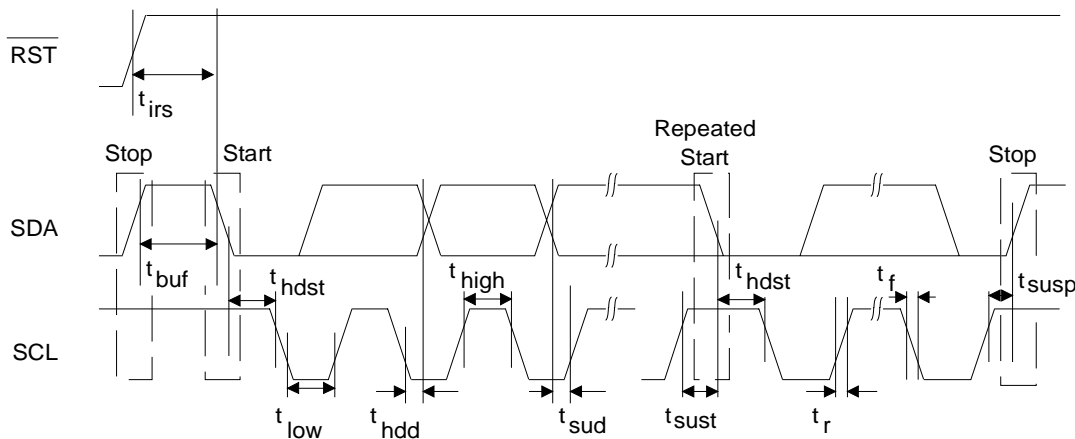 RST
t irs
Repeated
Stop
Start
Start
Stop
SDA
t buf
t hdst
t high
t hdst
t f
t susp
SCL
t low
t hdd
t sud
t sust
t r